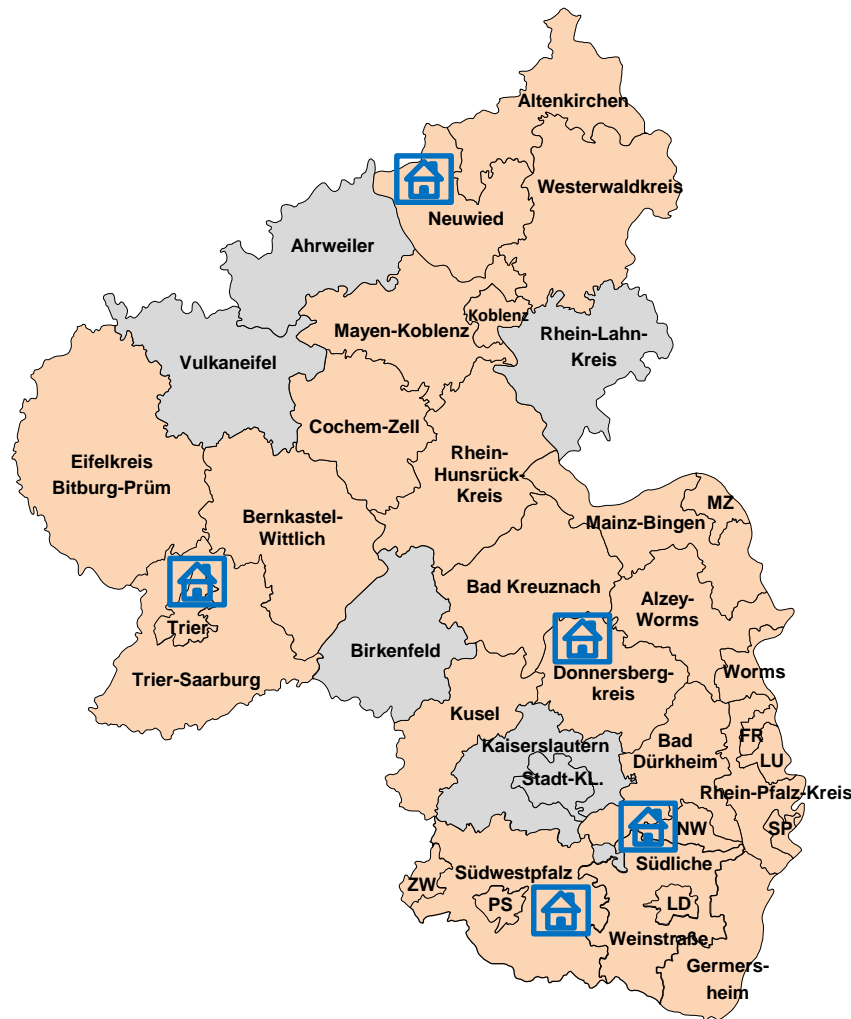 Altenkirchen
Westerwaldkreis
Neuwied
Ahrweiler
Koblenz
Mayen-Koblenz
Rhein-Lahn-
Kreis
Vulkaneifel
Cochem-Zell
Rhein-
Hunsrück-
Kreis
Eifelkreis
Bitburg-Prüm
Bernkastel-
Wittlich
MZ
Mainz-Bingen
Bad Kreuznach
Alzey-
Worms
Trier
Birkenfeld
Trier-Saarburg
Donnersberg-
kreis
Worms
Kusel
Kaiserslautern
Stadt-KL.
Bad
Dürkheim
FR
LU
Rhein-Pfalz-Kreis
NW
SP
Südliche
Weinstraße
Südwestpfalz
ZW
PS
LD
Germers-
heim